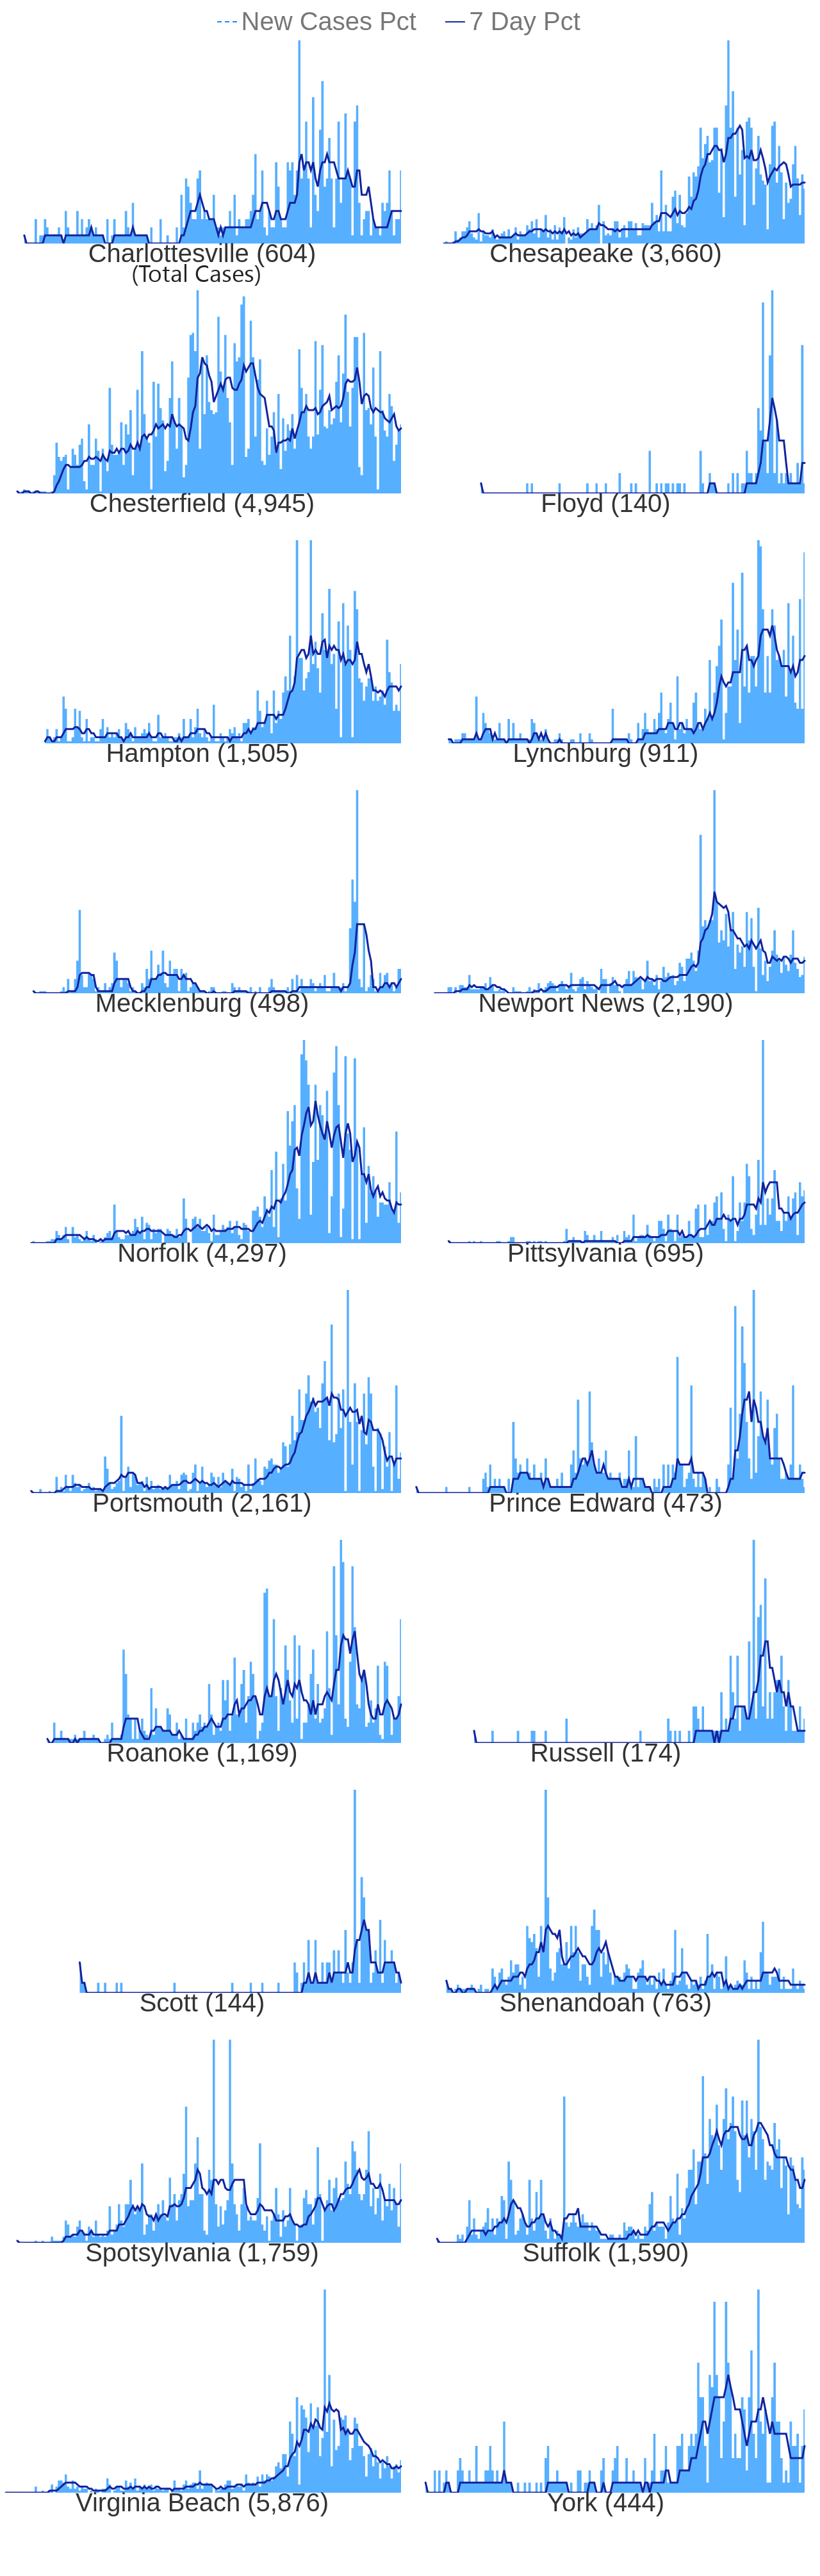 New Cases Pct 7 Day Pct
Charlottesville (604) Chesapeake (3,660)
(Total Cases)
Chesterfield (4,945) Floyd (140)
Hampton (1,505) Lynchburg (911)
Mecklenburg (498) Newport News (2,190)
Norfolk (4,297) Pittsylvania (695)
Portsmouth (2,161) Prince Edward (473)
Roanoke (1,169) Russell (174)
Scott (144) Shenandoah (763)
Spotsylvania (1,759) Suffolk (1,590)
Virginia Beach (5,876) York (444)